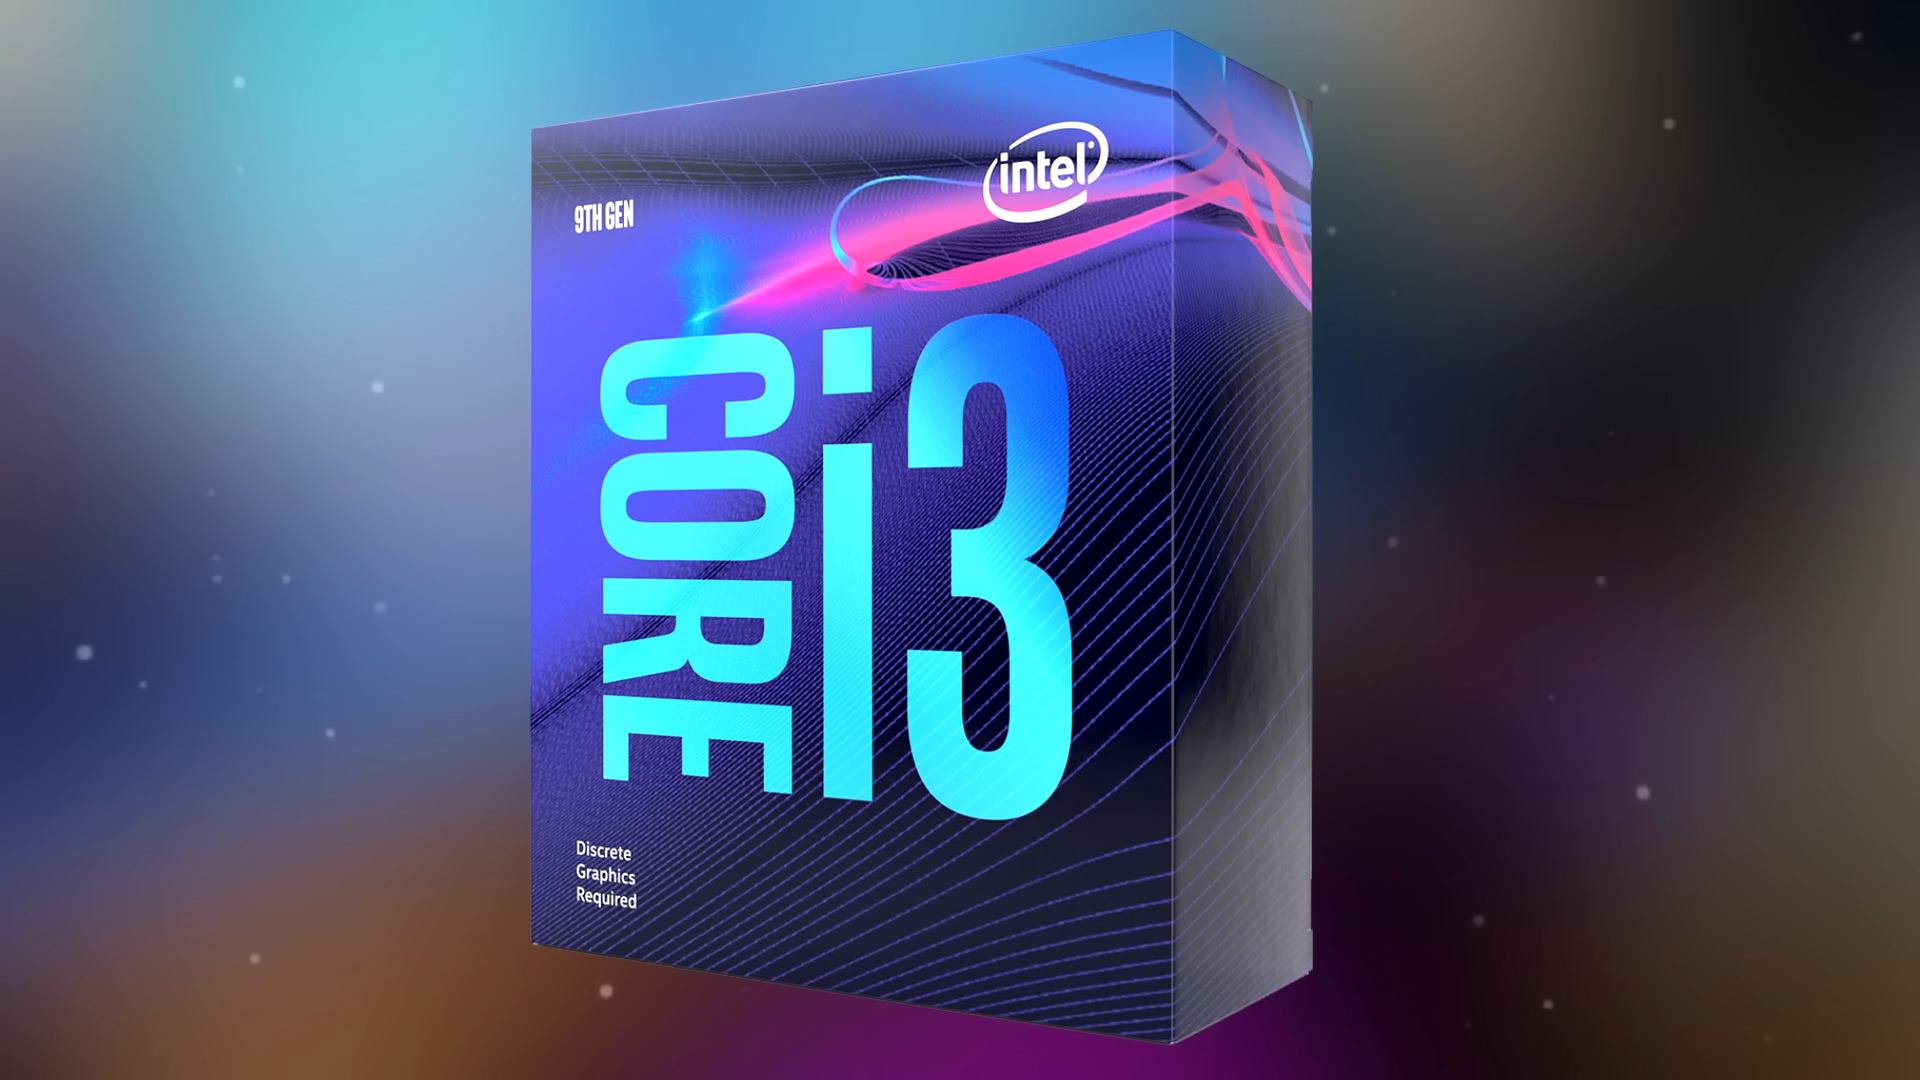 intel
9TH GEN
CORE i3
Discrete
Graphics
Required